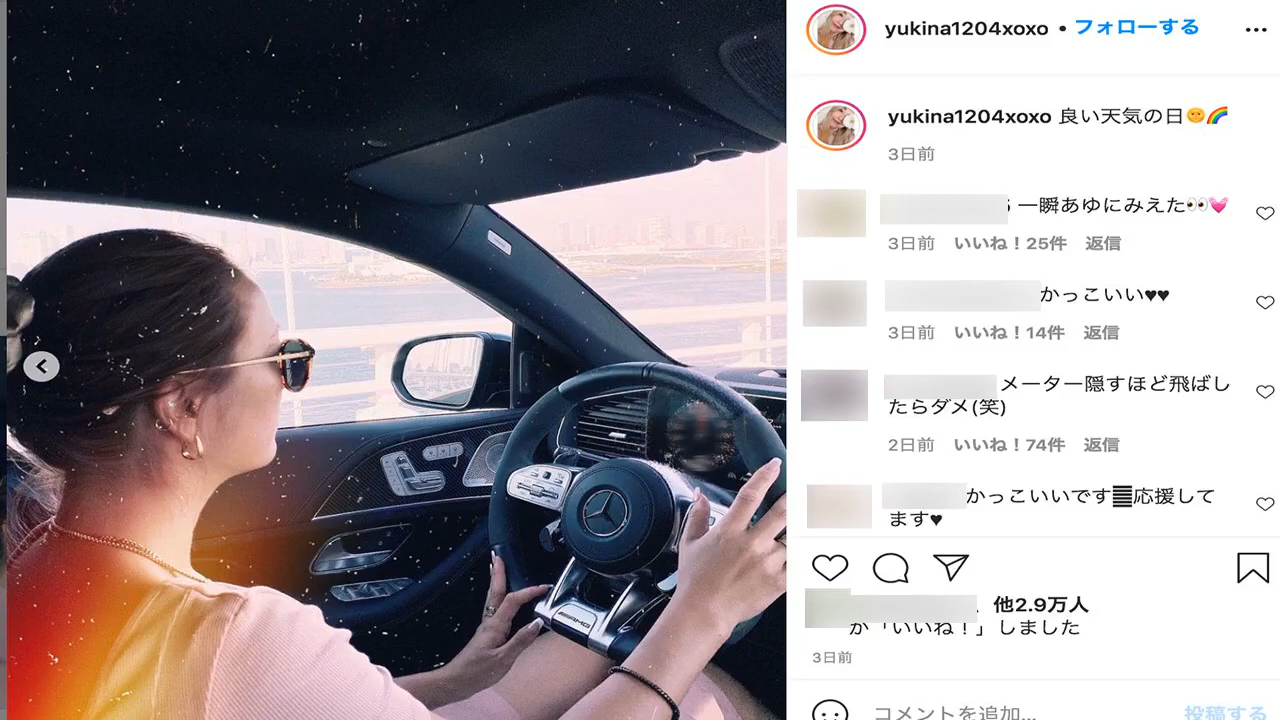 yukina1204xoxo • フォローする
yukina1204xoxo 良い天気の日
3日前
一瞬あゆにみえた
3日前 いいね！25件 返信
かっこいい♥♥
3日前 いいね！14件 返信
メーター隠すほど飛ばし
たらダメ(笑)
2日前 いいね！74件 返信
かっこいいです 応援して
ます♥
他2.9万人
が「いいね！」しました
3日前
コメントを追加...
投稿する
AMG